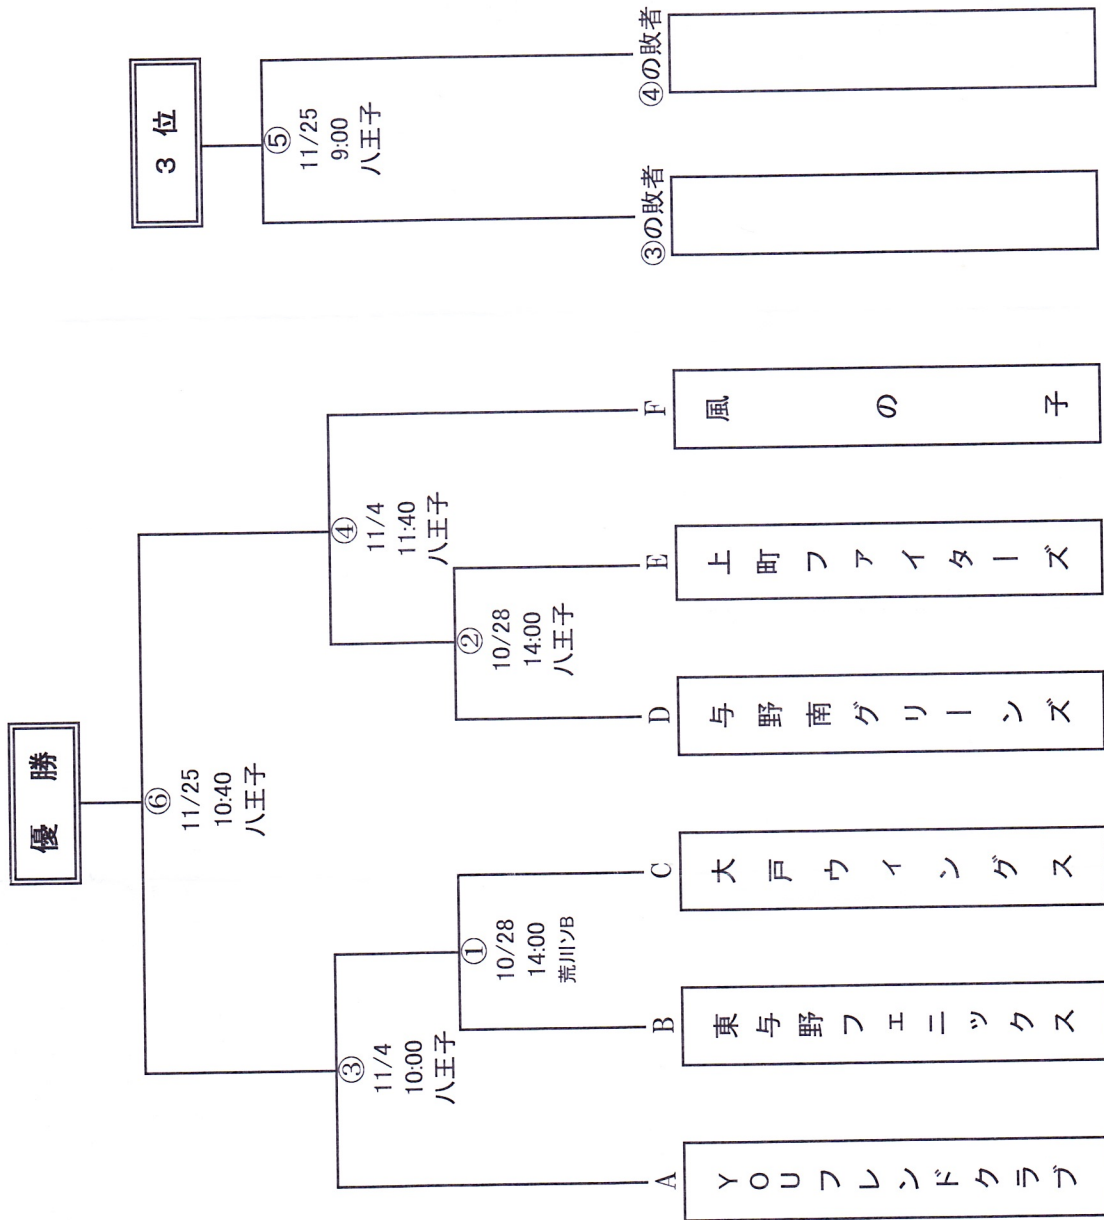 優勝
⑥
11/25
10:40
八王子
③
11/4
10:00
八王子
④
11/4
11:40
八王子
①
10/28
14:00
荒川ソB
②
10/28
14:00
八王子
A
YOUフレンドクラブ
B
東与野フェニックス
C
大戸ウイングス
D
与野南グリーンズ
E
上町ファイターズ
F
風の子
3位
⑤
11/25
9:00
八王子
③の敗者
④の敗者